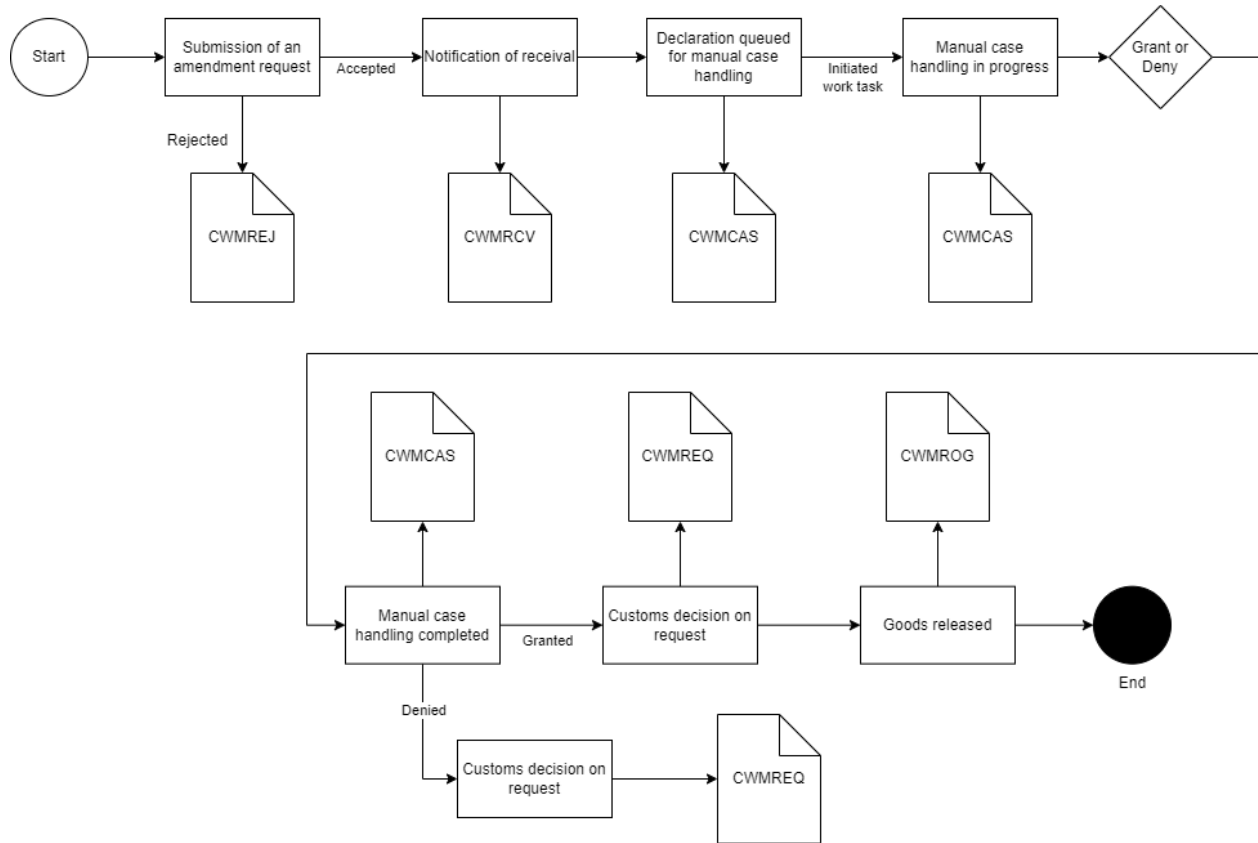 Start
Submission of an
amendment request
Accepted
Notification of receival
Declaration queued
for manual case
handling
Initiated
work task
Manual case
handling in progress
Grant or
Deny
Rejected
CWMREJ
CWMRCV
CWMCAS
CWMCAS
CWMCAS
CWMREQ
CWMROG
Manual case
handling completed
Granted
Customs decision on
request
Goods released
End
Denied
Customs decision on
request
CWMREQ